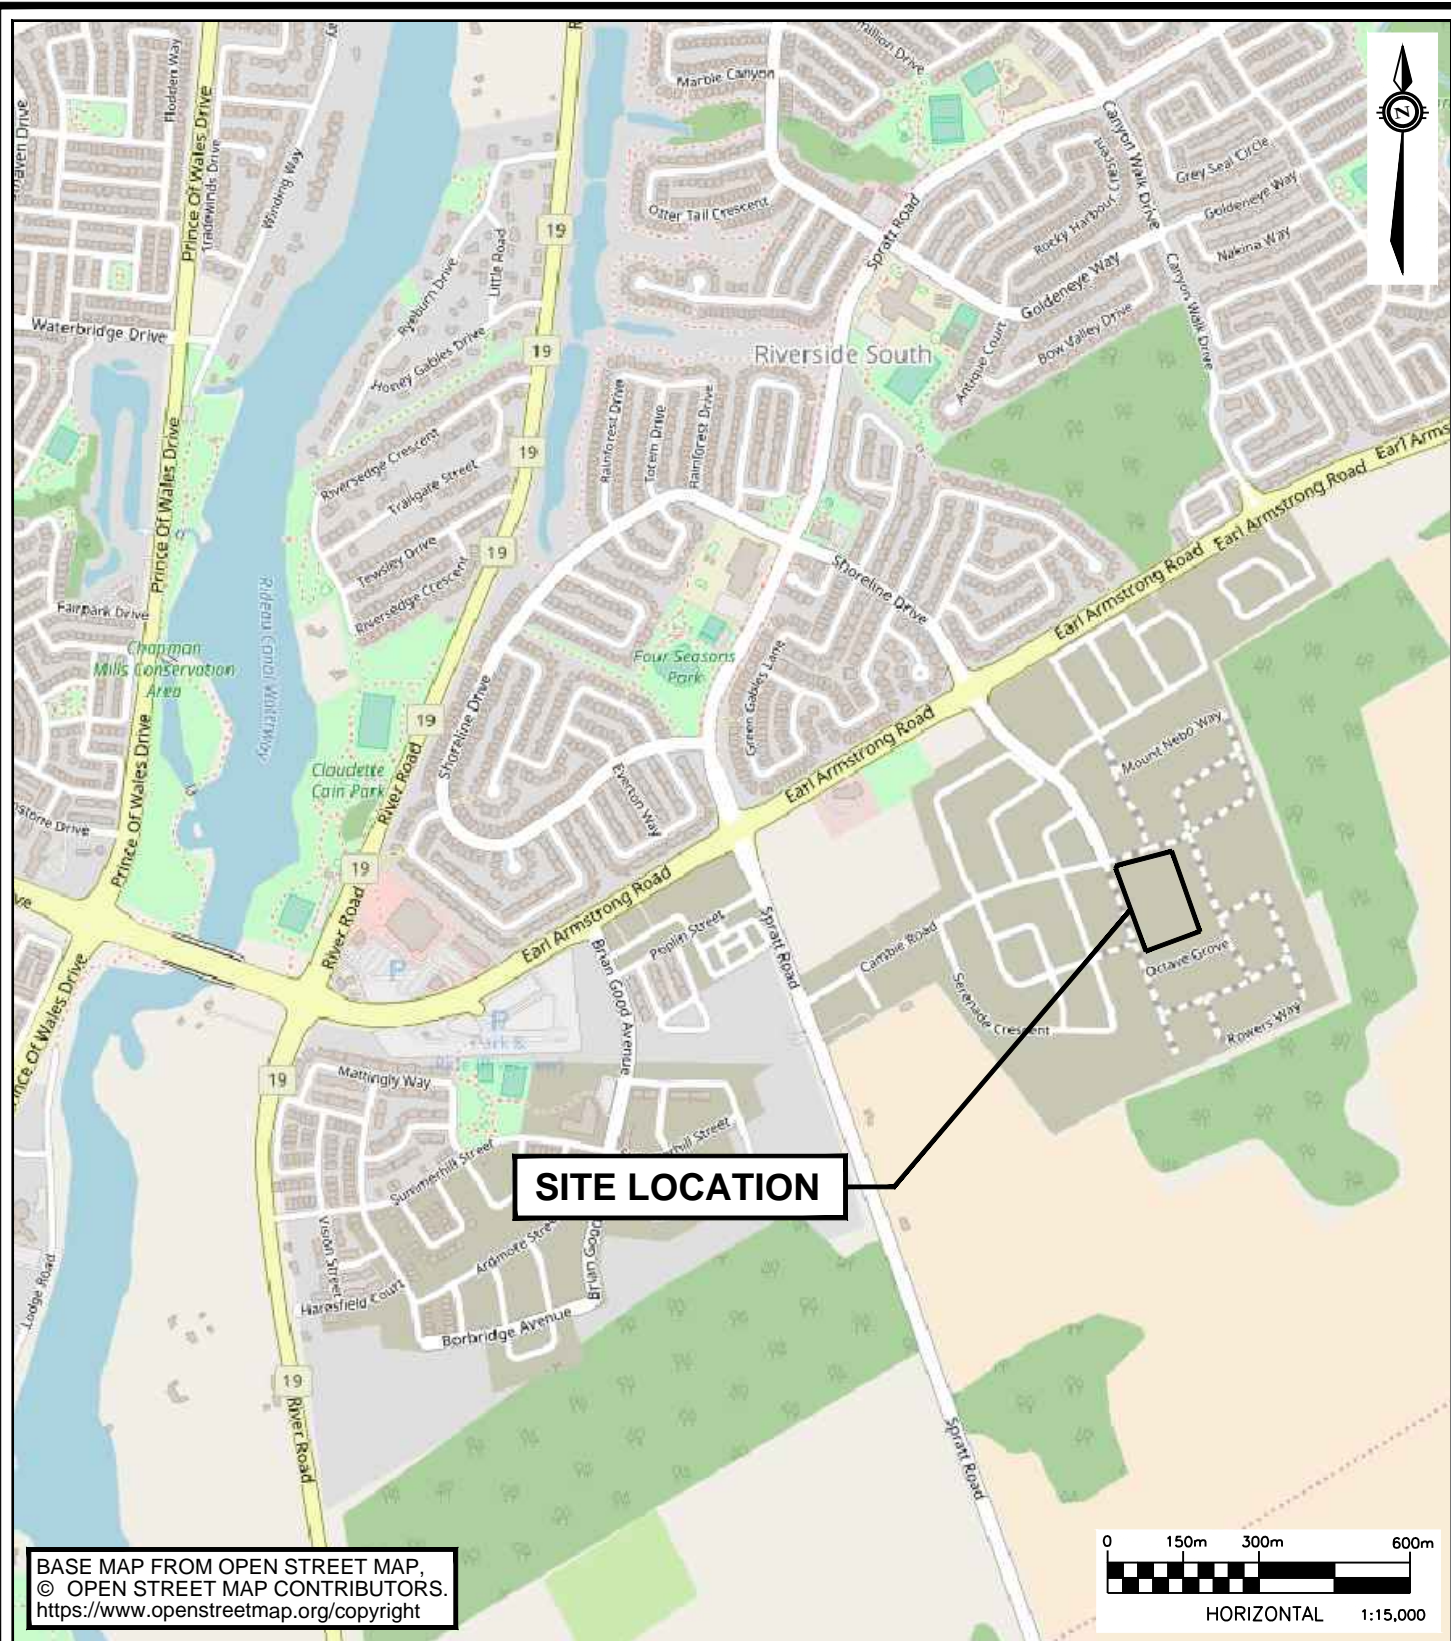 Flodden Way
Prince Of Wales Drive
Tradewinds Drive
Winding Way
Marble Canyon
Canyon Walk Drive
Grey Seal Circle
Goldeneye Way
Nakina Way
Rocky Harbour Crescent
Otter Tail Crescent
Spratt Road
N
19
Ryeburn Drive
Little Road
Honey Gables Drive
19
Waterbridge Drive
Riverside South
Goldeneye Way
Bow Valley Drive
Antique Court
Canyon Walk Drive
Rainforest Drive
Totem Drive
Rainforest Drive
Prince Of Wales Drive
Riversedge Crescent
Trailgate Street
19
Tewsley Drive
Riversedge Crescent
19
Earl Armstrong Road
Earl Armstrong Road
Earl Armstrong Road
Shoreline Drive
Fairpark Drive
Chapman
Mills Conservation
Area
Rideau Canal Waterway
Four Seasons
Park
Green Gables Lane
Shoreline Drive
19
River Road
Claudette
Cain Park
Everton Way
Earl Armstrong Road
Earl Armstrong Road
Mount Nebo Way
Prince Of Wales Drive
19
River Road
P
Poplin Street
Brian Good Avenue
Spratt Road
Cambie Road
Serenade Crescent
Octave Grove
Rowers Way
P
Park &
Prince Of Wales Drive
19
Mattingly Way
Summerhill Street
SITE LOCATION
Vision Street
Ardmore Street
Haresfield Court
Borbridge Avenue
Lodge Road
19
River Road
Spratt Road
BASE MAP FROM OPEN STREET MAP,
© OPEN STREET MAP CONTRIBUTORS.
https://www.openstreetmap.org/copyright
0 150m 300m 600m
HORIZONTAL 1:15,000